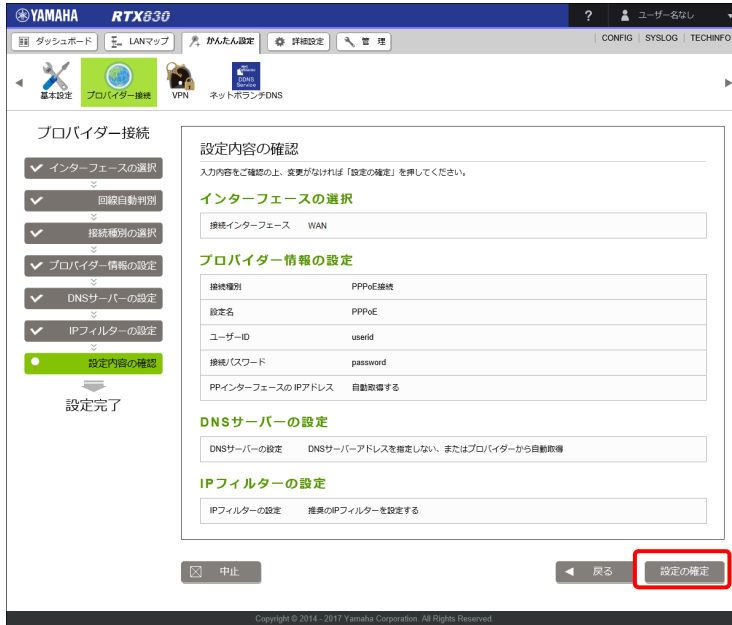 YAMAHA RTX830 ? ユーザー名なし
ダッシュボード LANマップ かんたん設定 詳細設定 管 理 CONFIG SYSLOG TECHINFO
基本設定 プロバイダー接続 VPN DDNS Service ネットボランチDNS
プロバイダー接続
インターフェースの選択
回線自動判別
接続種別の選択
プロバイダー情報の設定
DNSサーバーの設定
IPフィルターの設定
設定内容の確認
設定完了
設定内容の確認
入力内容をご確認の上、変更がなければ「設定の確定」を押してください。
インターフェースの選択
接続インターフェース WAN
プロバイダー情報の設定
接続種別 PPPoE接続
設定名 PPPoE
ユーザーID userid
接続パスワード password
PPインターフェースの IPアドレス 自動取得する
DNSサーバーの設定
DNSサーバーの設定 DNSサーバーアドレスを指定しない、またはプロバイダーから自動取得
IPフィルターの設定
IPフィルターの設定 推奨のIPフィルターを設定する
中止 戻る 設定の確定
Copyright © 2014 - 2017 Yamaha Corporation. All Rights Reserved.